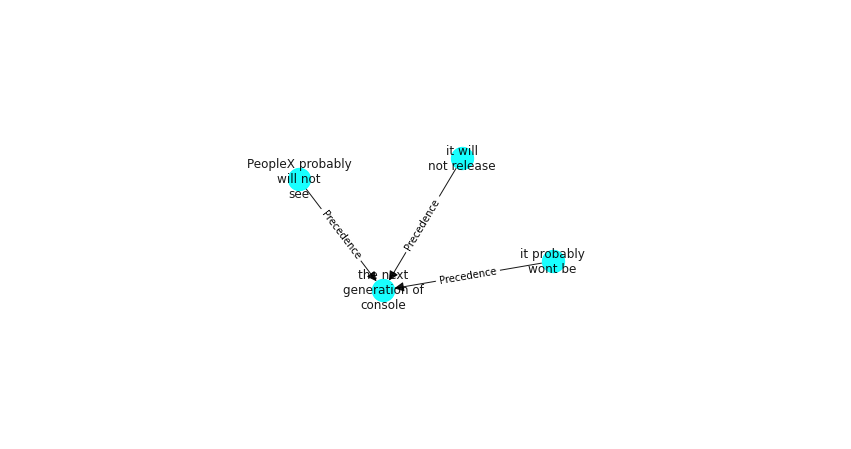 it will
not release
PeopleX probably
will not
see
Precedence
Precedence
it probably
wont be
Precedence
the next
generation of
console